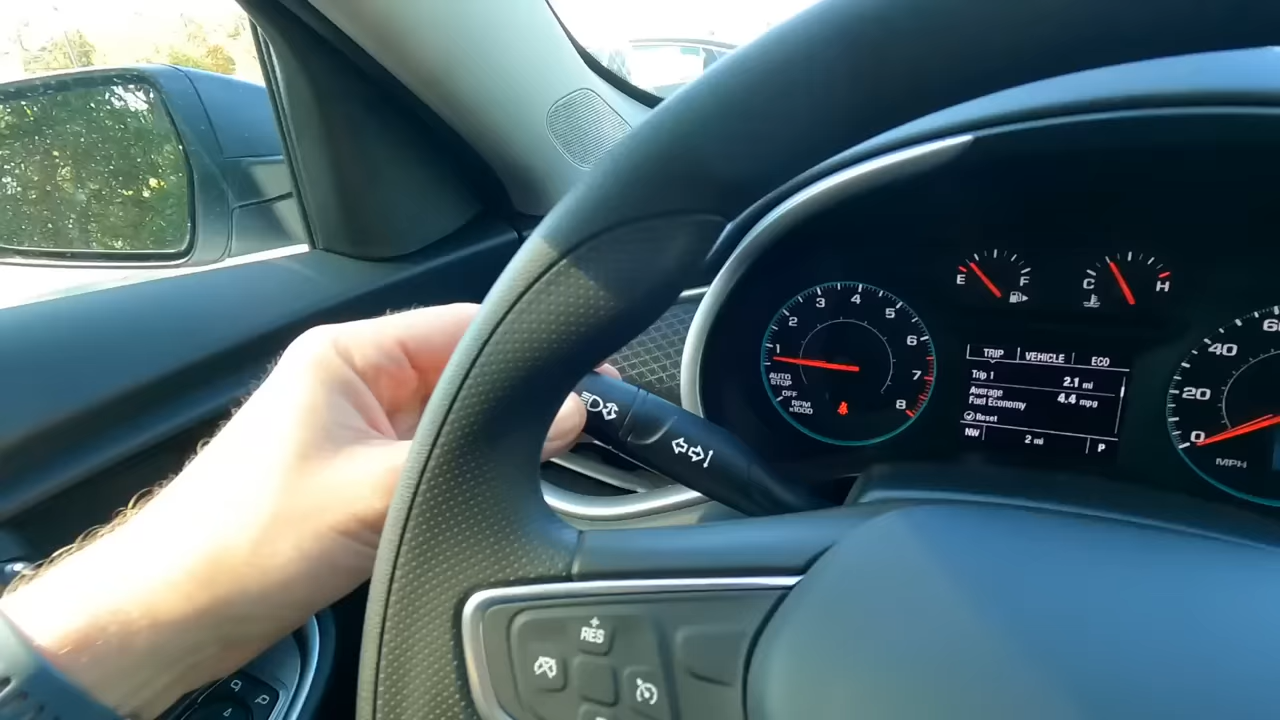 E F
C H
1 2 3 4 5 6 7 8
AUTO
STOP
OFF
RPM
x1000
TRIP VEHICLE ECO
Trip 1 2.1 mi
Average
Fuel Economy 4.4 mpg
Reset
NW 2 mi P
0 20 40 60
MPH
+
RES